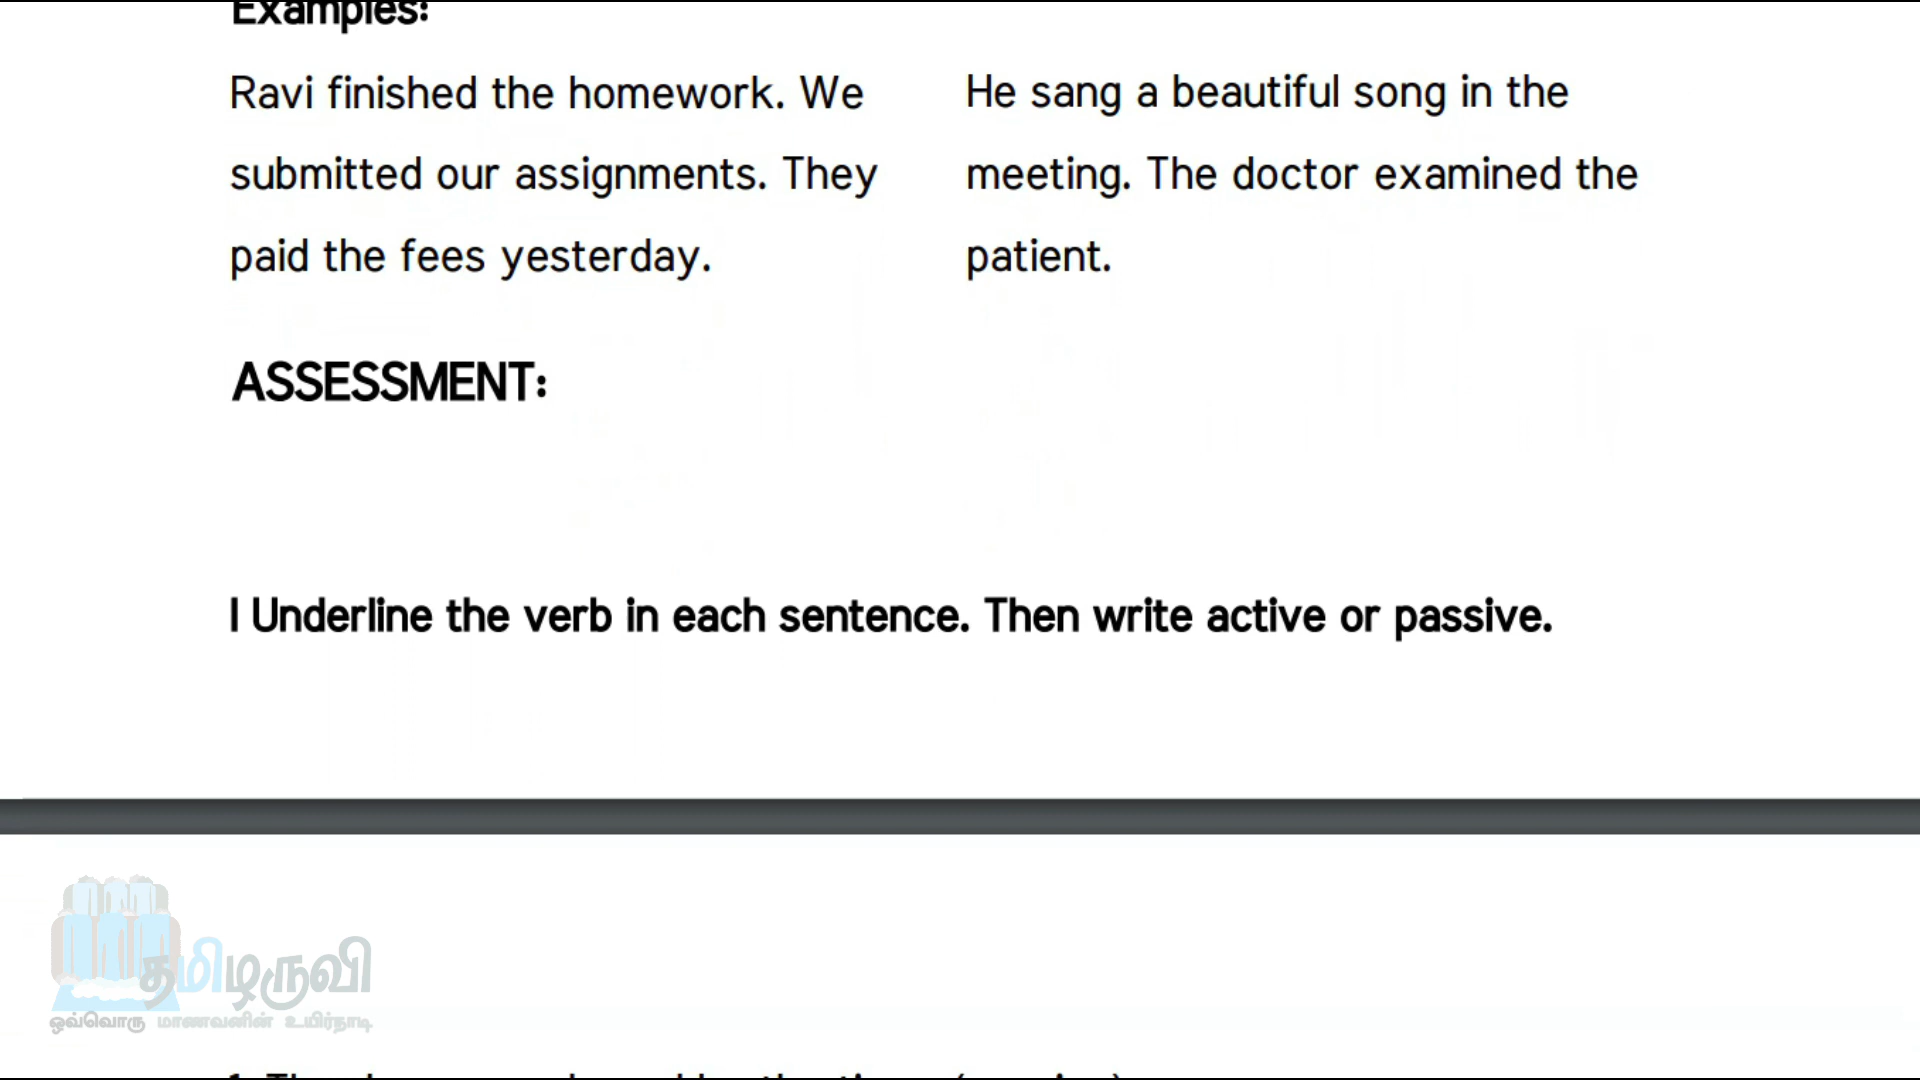 Examples:
Ravi finished the homework. We
submitted our assignments. They
paid the fees yesterday.
He sang a beautiful song in the
meeting. The doctor examined the
patient.
ASSESSMENT:
I Underline the verb in each sentence. Then write active or passive.
தமிழருவி
ஒவ்வொரு மாணவனின் உயிர்நாடி